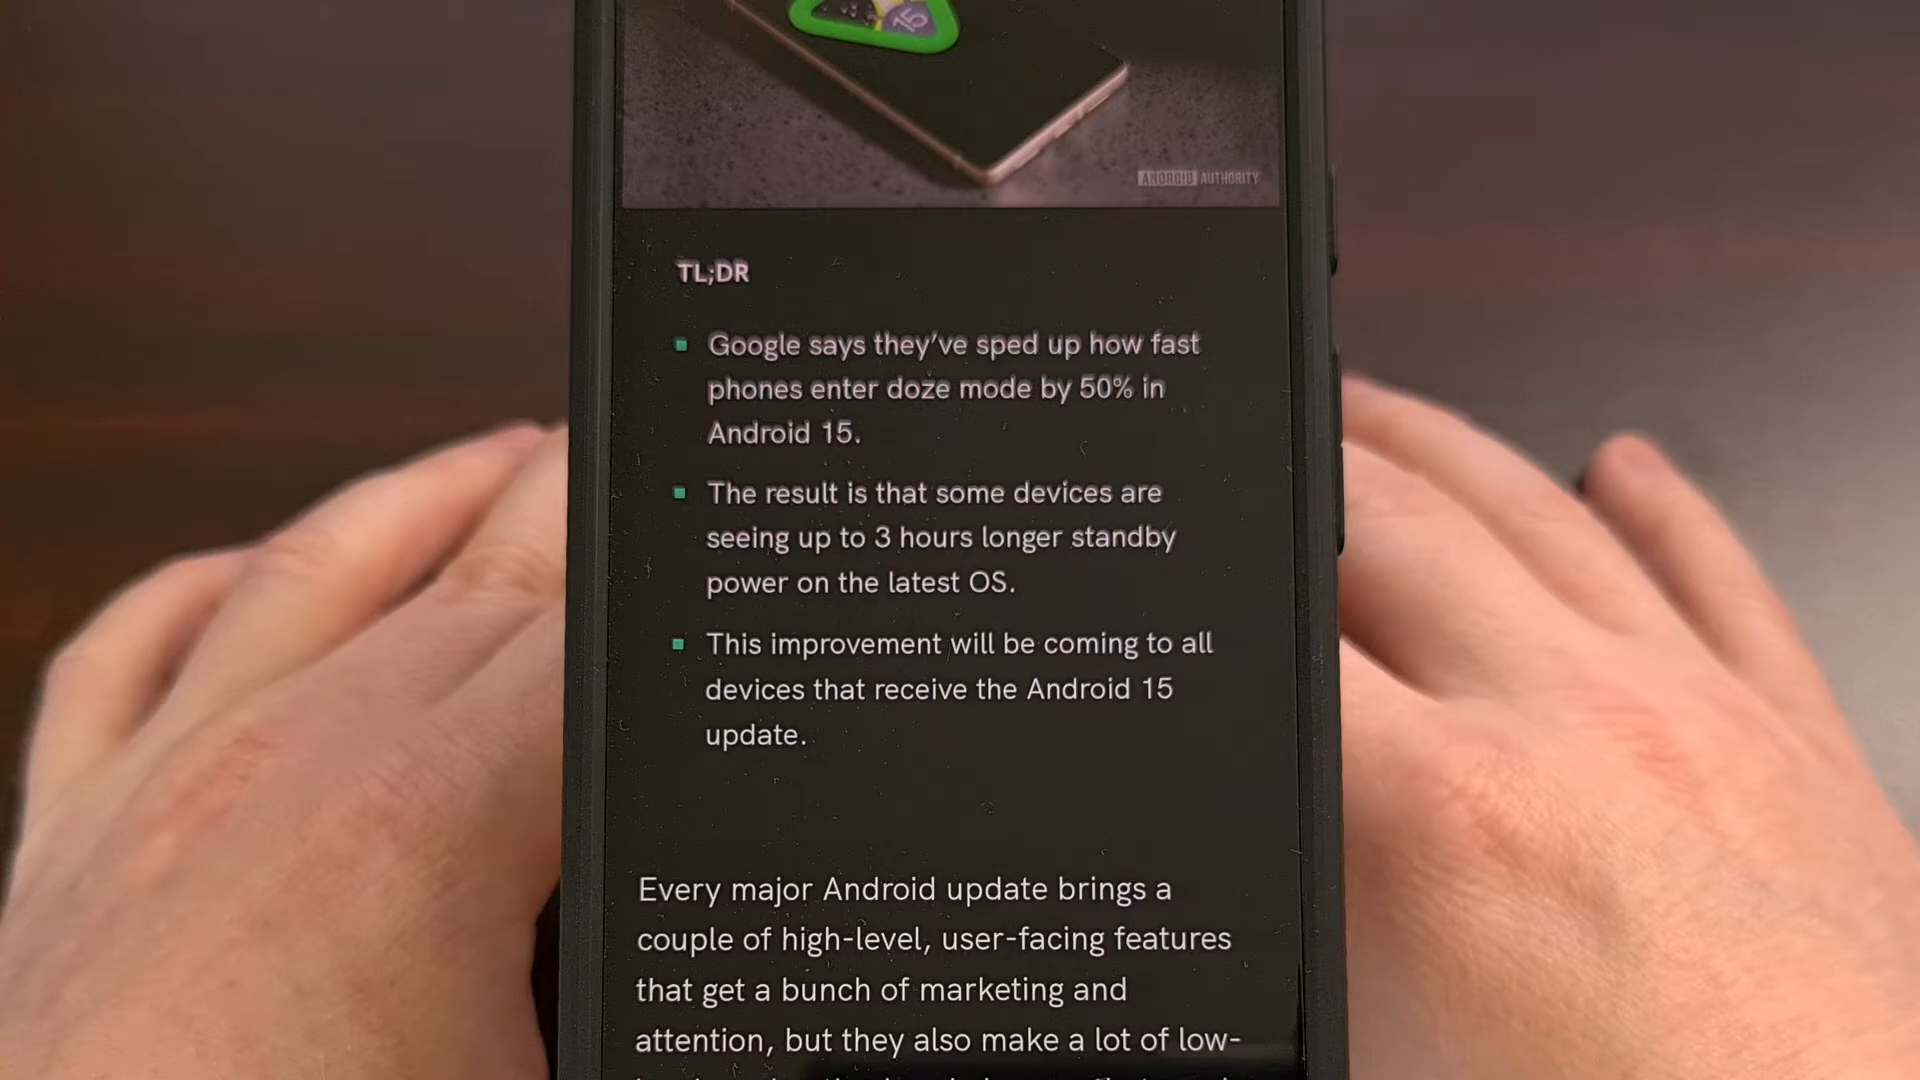 15
ANDROID AUTHORITY
TL;DR
Google says they've sped up how fast
phones enter doze mode by 50% in
Android 15.
The result is that some devices are
seeing up to 3 hours longer standby
power on the latest OS.
This improvement will be coming to all
devices that receive the Android 15
update.
Every major Android update brings a
couple of high-level, user-facing features
that get a bunch of marketing and
attention, but they also make a lot of low-